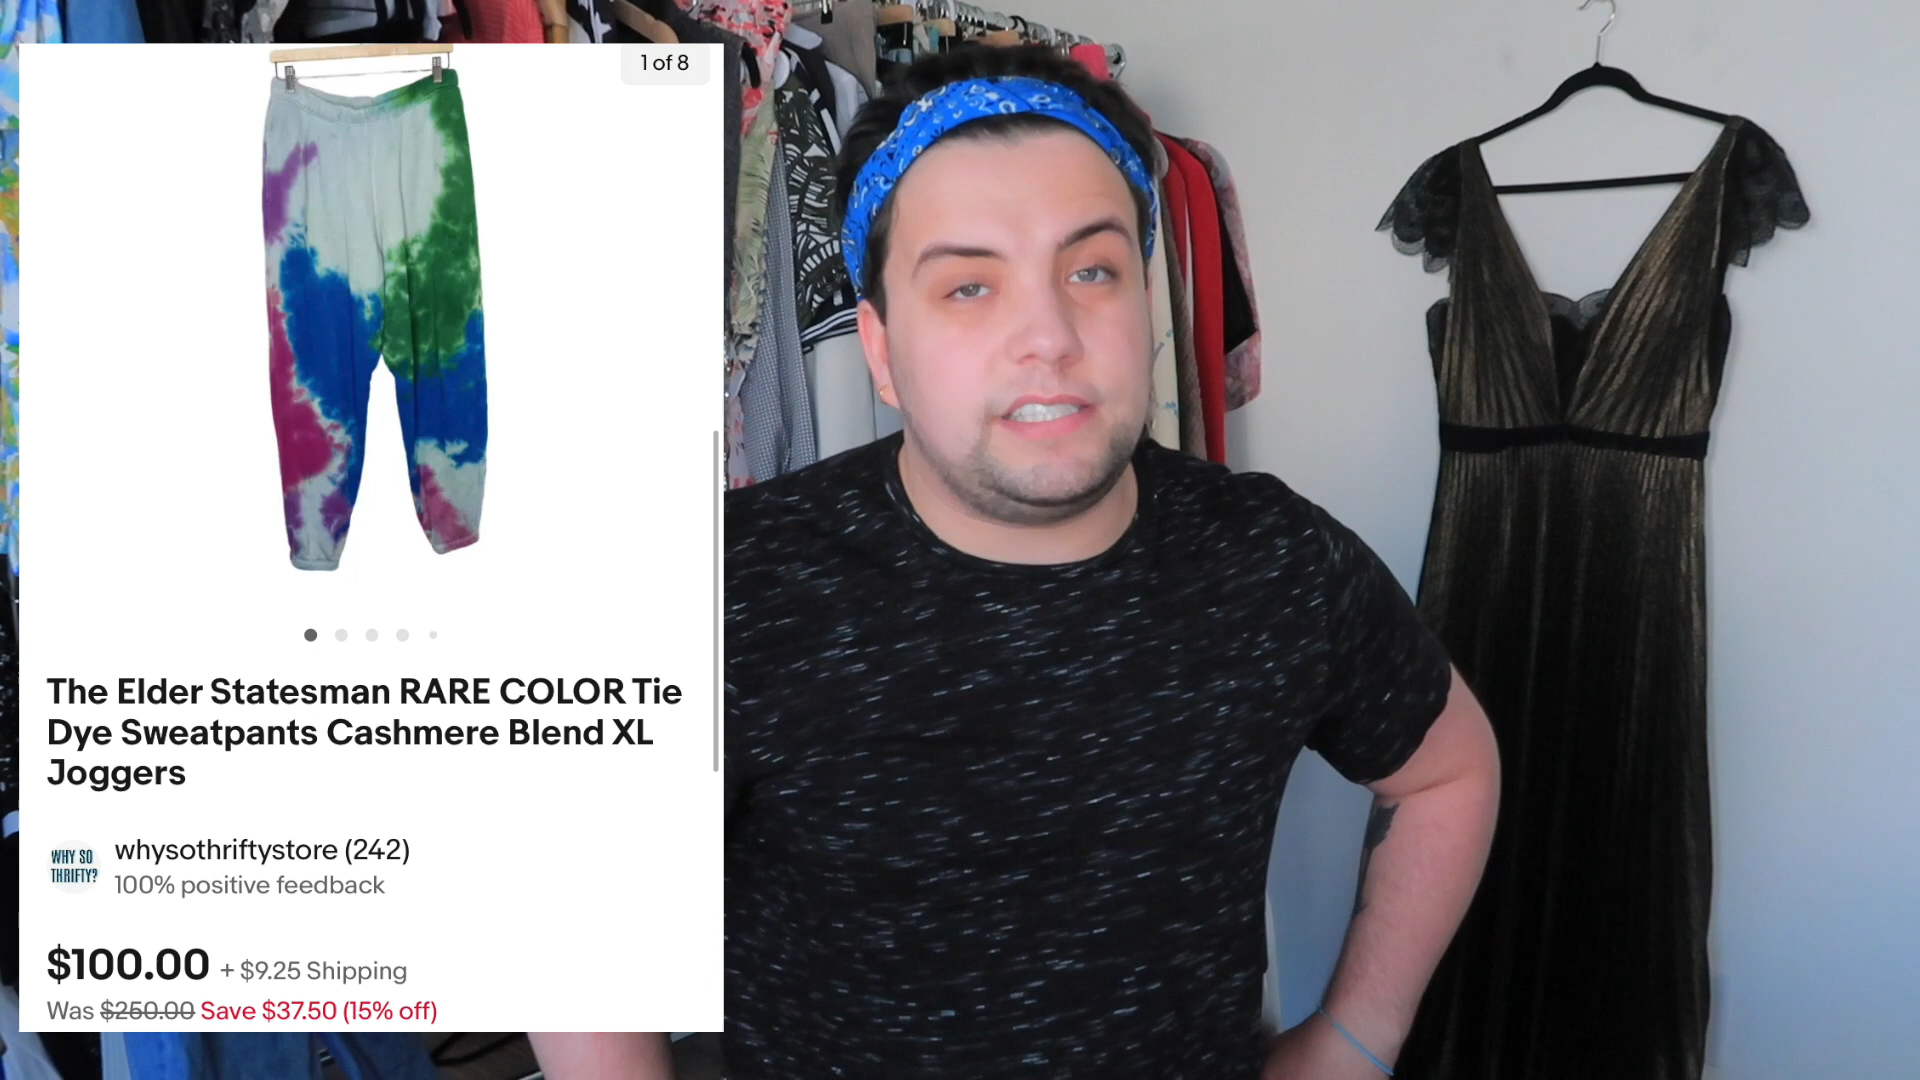 1 of 8
The Elder Statesman RARE COLOR Tie
Dye Sweatpants Cashmere Blend XL
Joggers
WHY SO
THRIFTY?
whysothriftystore (242)
100% positive feedback
$100.00 + $9.25 Shipping
Was $250.00 Save $37.50 (15% off)